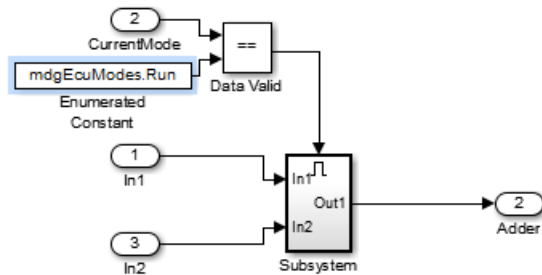 2
CurrentMode
mdgEcuModes.Run
Enumerated
Constant
==
Data Valid
1
In1
3
In2
In1
In2
Out1
Subsystem
2
Adder